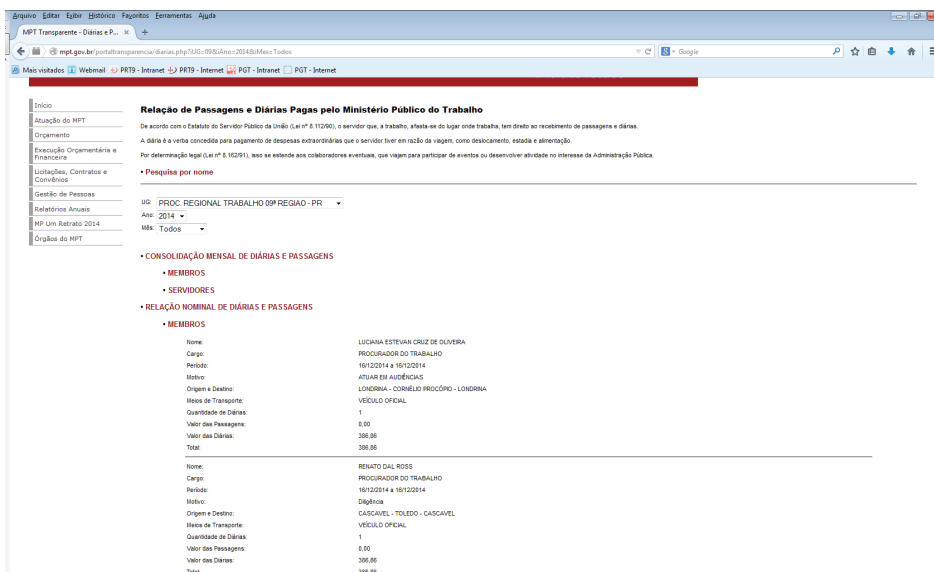 Arquivo Editar Exibir Histórico Favoritos Ferramentas Ajuda
MPT Transparente - Diárias e P... × +
mpt.gov.br/portaltransparencia/diarias.php?UG=09&iAno=2014&iMes=Todos
Google
Mais visitados Webmail PRT9 - Intranet PRT9 - Internet PGT - Intranet PGT - Internet
Início
Atuação do MPT
Orçamento
Execução Orçamentária e
Financeira
Licitações, Contratos e
Convênios
Gestão de Pessoas
Relatórios Anuais
MP Um Retrato 2014
Órgãos do MPT
Relação de Passagens e Diárias Pagas pelo Ministério Público do Trabalho
De acordo com o Estatuto do Servidor Público da União (Lei nº 8.112/90), o servidor que, a trabalho, afasta-se do lugar onde trabalha, tem direito ao recebimento de passagens e diárias.
A diária é a verba concedida para pagamento de despesas extraordinárias que o servidor tiver em razão da viagem, como deslocamento, estadia e alimentação.
Por determinação legal (Lei nº 8.162/91), isso se estende aos colaboradores eventuais, que viajam para participar de eventos ou desenvolver atividade no interesse da Administração Pública.
• Pesquisa por nome
UG: PROC. REGIONAL TRABALHO 09ª REGIAO - PR
Ano: 2014
Mês: Todos
• CONSOLIDAÇÃO MENSAL DE DIÁRIAS E PASSAGENS
• MEMBROS
• SERVIDORES
• RELAÇÃO NOMINAL DE DIÁRIAS E PASSAGENS
• MEMBROS
Nome: LUCIANA ESTEVAN CRUZ DE OLIVEIRA
Cargo: PROCURADOR DO TRABALHO
Período: 16/12/2014 a 16/12/2014
Motivo: ATUAR EM AUDIÊNCIAS
Origem e Destino: LONDRINA - CORNÉLIO PROCÓPIO - LONDRINA
Meios de Transporte: VEÍCULO OFICIAL
Quantidade de Diárias: 1
Valor das Passagens: 0,00
Valor das Diárias: 386,86
Total: 386,86
Nome: RENATO DAL ROSS
Cargo: PROCURADOR DO TRABALHO
Período: 16/12/2014 a 16/12/2014
Motivo: Diligência
Origem e Destino: CASCAVEL - TOLEDO - CASCAVEL
Meios de Transporte: VEÍCULO OFICIAL
Quantidade de Diárias: 1
Valor das Passagens: 0,00
Valor das Diárias: 386,86
Total: 386,86